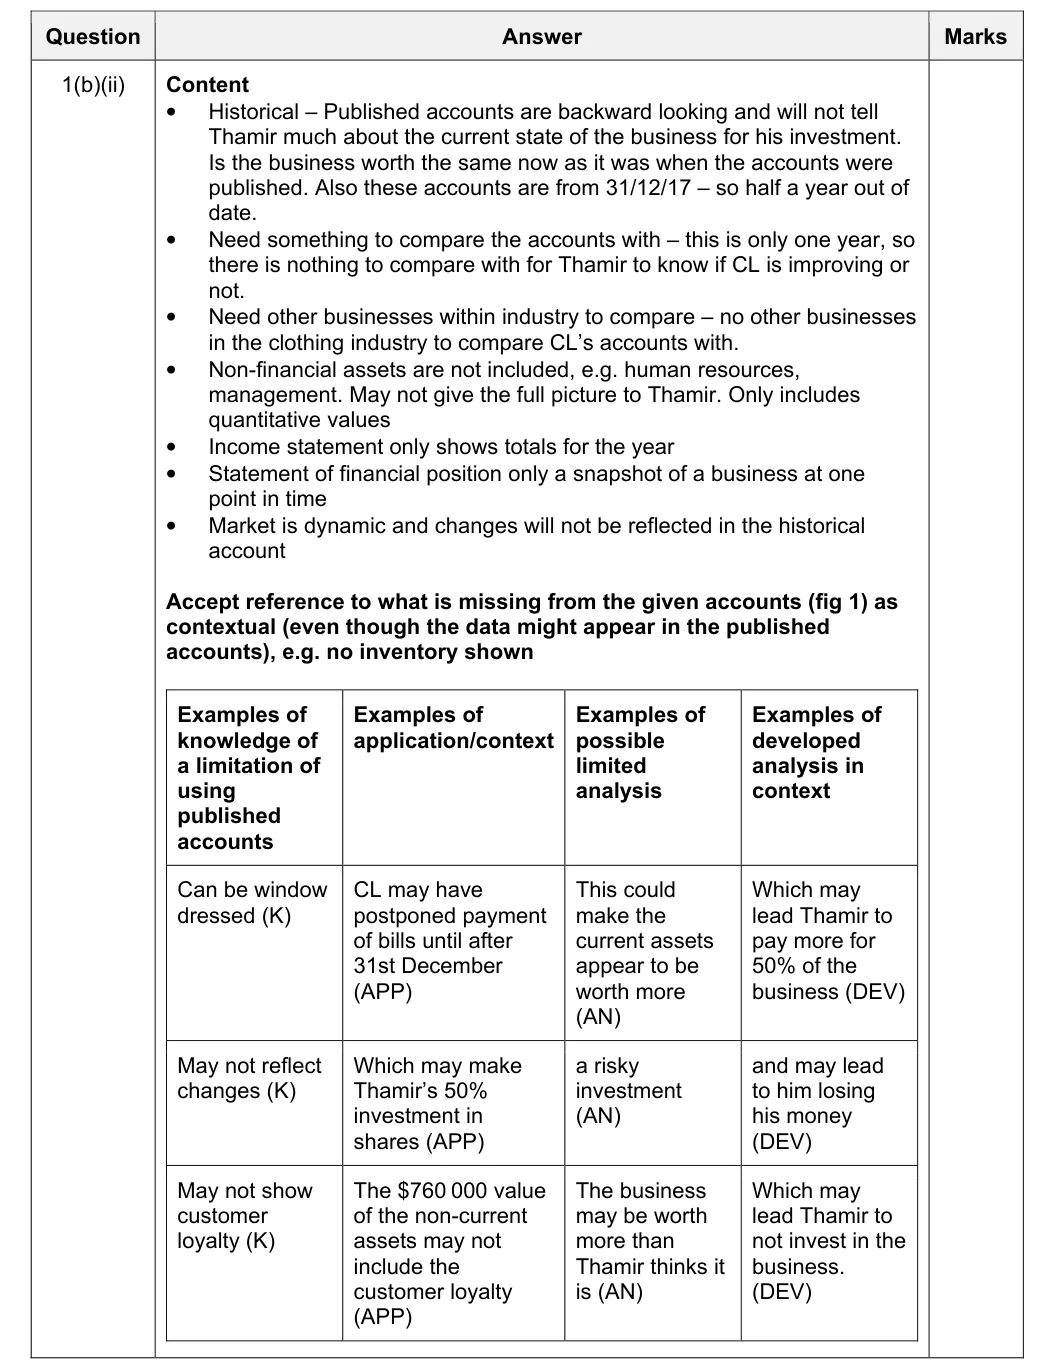 Question Answer Marks
1(b)(ii)
Content
• Historical – Published accounts are backward looking and will not tell
Thamir much about the current state of the business for his investment.
Is the business worth the same now as it was when the accounts were
published. Also these accounts are from 31/12/17 – so half a year out of
date.
• Need something to compare the accounts with – this is only one year, so
there is nothing to compare with for Thamir to know if CL is improving or
not.
• Need other businesses within industry to compare – no other businesses
in the clothing industry to compare CL’s accounts with.
• Non-financial assets are not included, e.g. human resources,
management. May not give the full picture to Thamir. Only includes
quantitative values
• Income statement only shows totals for the year
• Statement of financial position only a snapshot of a business at one
point in time
• Market is dynamic and changes will not be reflected in the historical
account
Accept reference to what is missing from the given accounts (fig 1) as
contextual (even though the data might appear in the published
accounts), e.g. no inventory shown
Examples of
knowledge of
a limitation of
using
published
accounts
Examples of
application/context
Examples of
possible
limited
analysis
Examples of
developed
analysis in
context
Can be window
dressed (K)
CL may have
postponed payment
of bills until after
31st December
(APP)
This could
make the
current assets
appear to be
worth more
(AN)
Which may
lead Thamir to
pay more for
50% of the
business (DEV)
May not reflect
changes (K)
Which may make
Thamir’s 50%
investment in
shares (APP)
a risky
investment
(AN)
and may lead
to him losing
his money
(DEV)
May not show
customer
loyalty (K)
The $760 000 value
of the non-current
assets may not
include the
customer loyalty
(APP)
The business
may be worth
more than
Thamir thinks it
is (AN)
Which may
lead Thamir to
not invest in the
business.
(DEV)